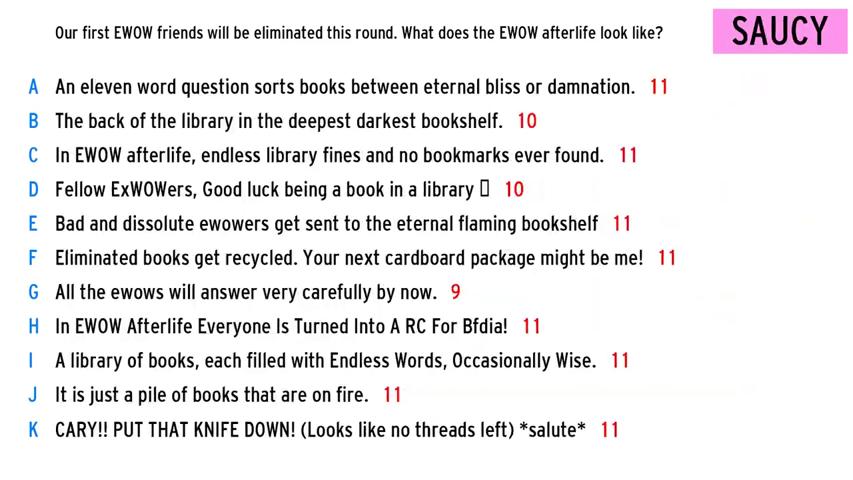 Our first EWOW friends will be eliminated this round. What does the EWOW afterlife look like?
SAUCY
A An eleven word question sorts books between eternal bliss or damnation. 11
B The back of the library in the deepest darkest bookshelf. 10
C In EWOW afterlife, endless library fines and no bookmarks ever found. 11
D Fellow ExWOWers, Good luck being a book in a library ▯ 10
E Bad and dissolute ewowers get sent to the eternal flaming bookshelf 11
F Eliminated books get recycled. Your next cardboard package might be me! 11
G All the ewows will answer very carefully by now. 9
H In EWOW Afterlife Everyone Is Turned Into A RC For Bfdia! 11
I A library of books, each filled with Endless Words, Occasionally Wise. 11
J It is just a pile of books that are on fire. 11
K CARY!! PUT THAT KNIFE DOWN! (Looks like no threads left) *salute* 11